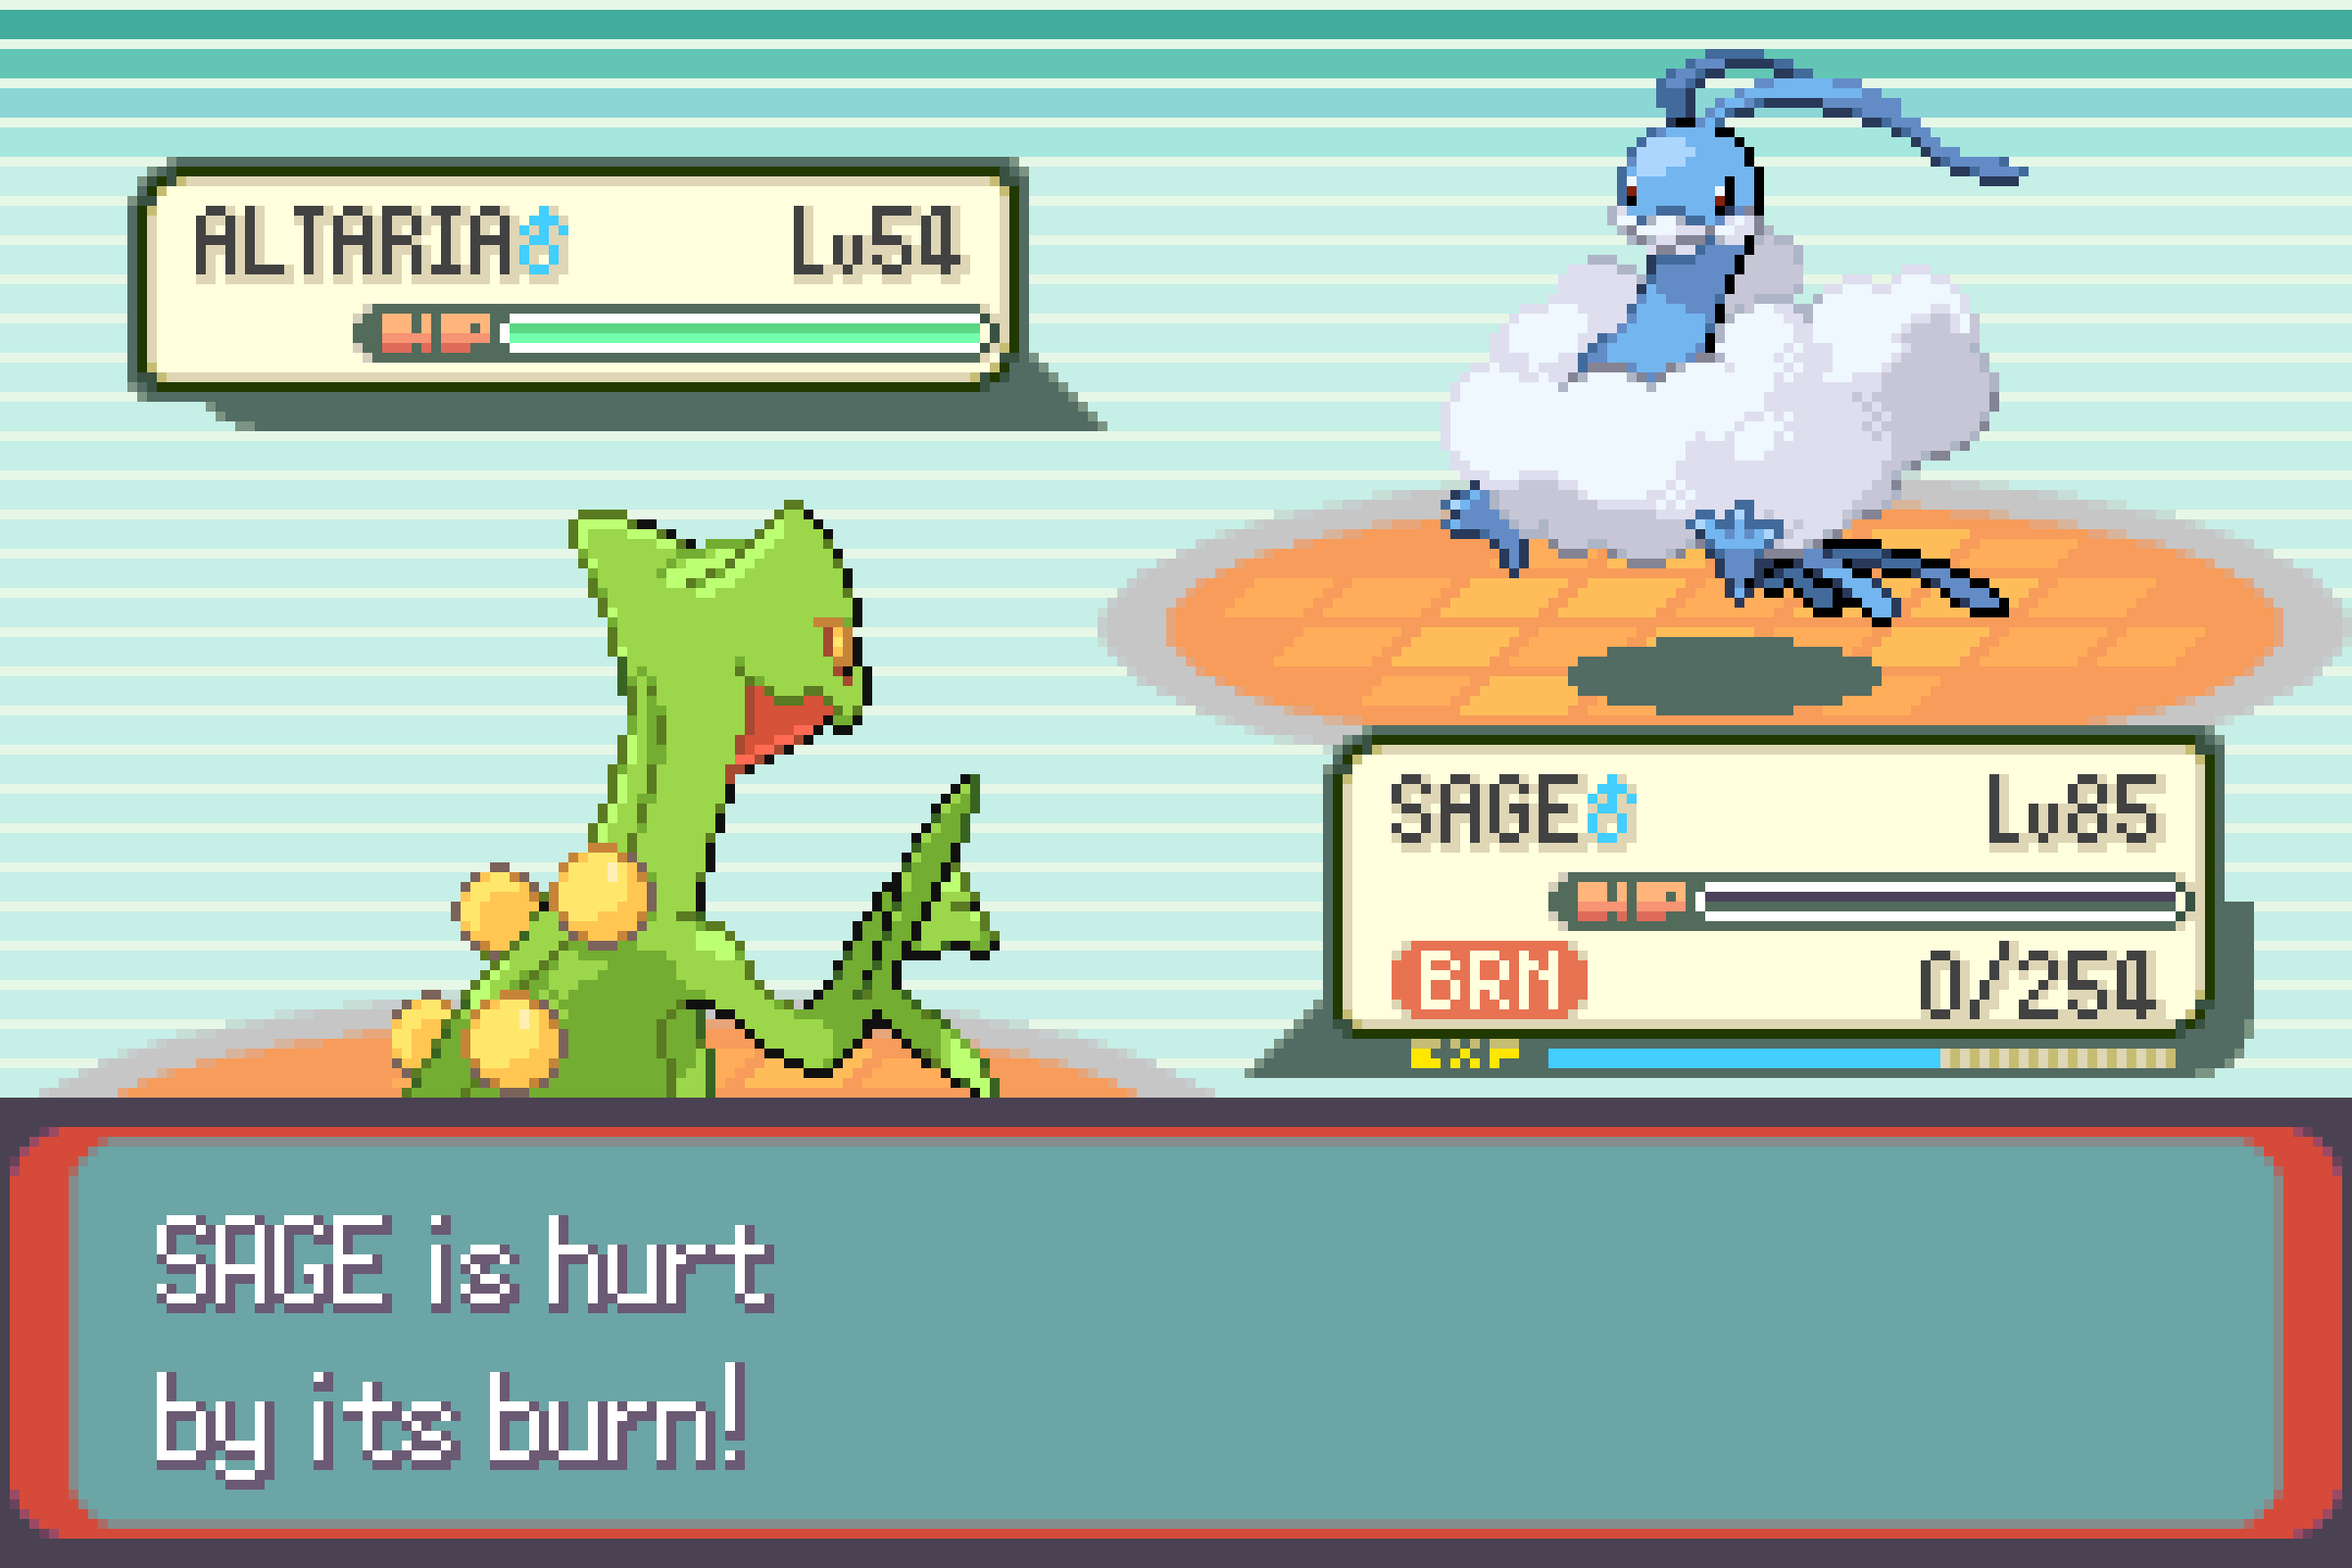 ALTARIA♂ Lv54
HP
SAGE♂ Lv85
HP
BRN 0/254
EXP
SAGE is hurt
by its burn!